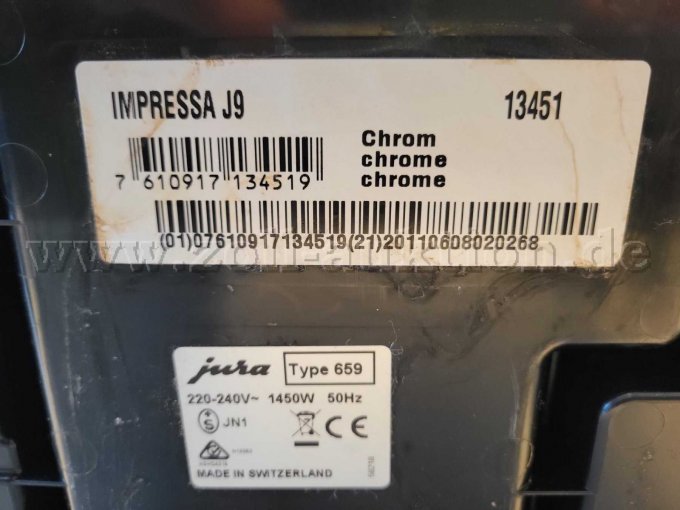 IMPRESSA J9 13451
Chrom
chrome
chrome
7 610917 134519
(01)07610917134519(21)20110608020268
www.zoll-auktion.de
jura Type 659
220-240V~ 1450W 50Hz
S JN1
CE
MADE IN SWITZERLAND